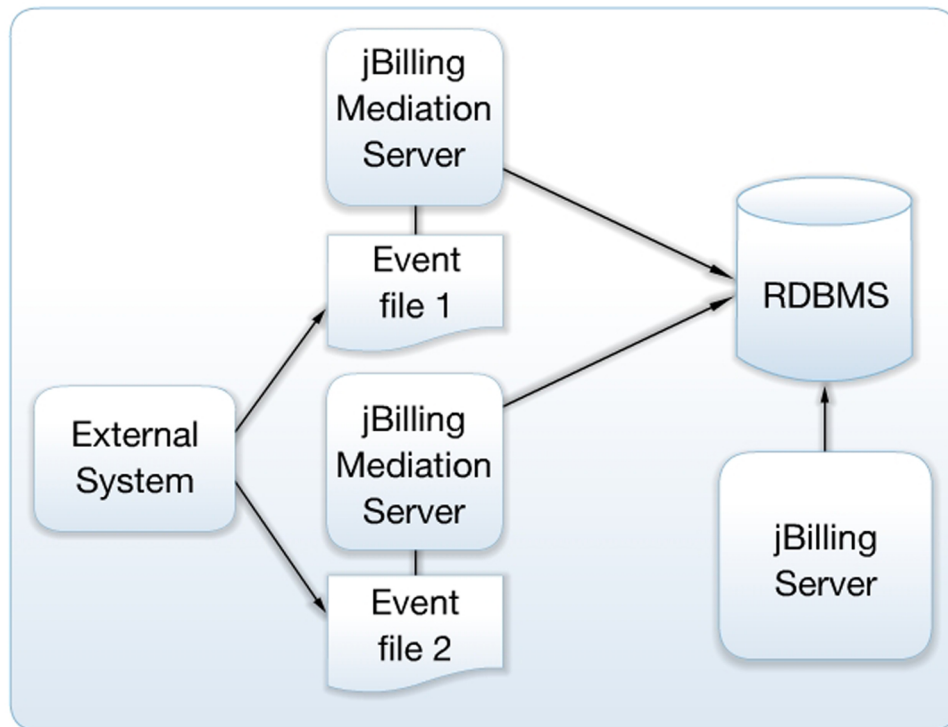 jBilling
Mediation
Server
Event
file 1
External
System
jBilling
Mediation
Server
Event
file 2
RDBMS
jBilling
Server